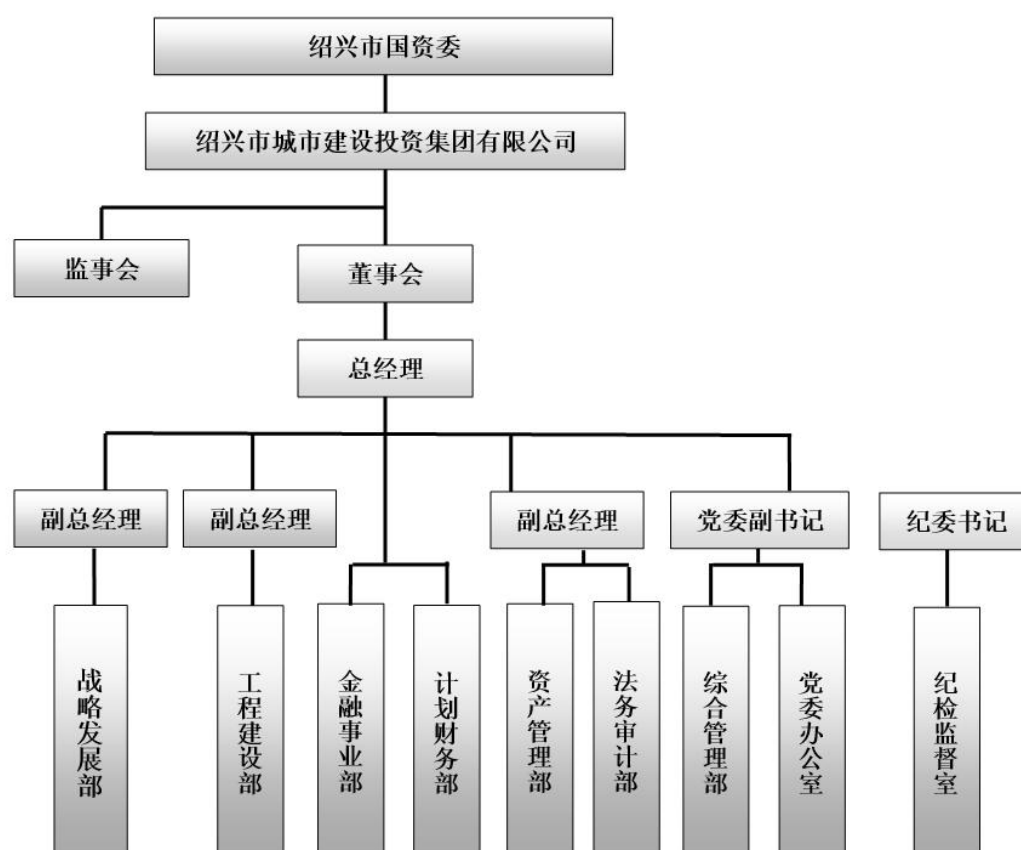 绍兴市国资委
绍兴市城市建设投资集团有限公司
监事会
董事会
总经理
副总经理
副总经理
副总经理
党委副书记
纪委书记
战略发展部
工程建设部
金融事业部
计划财务部
资产管理部
法务审计部
综合管理部
党委办公室
纪检监督室